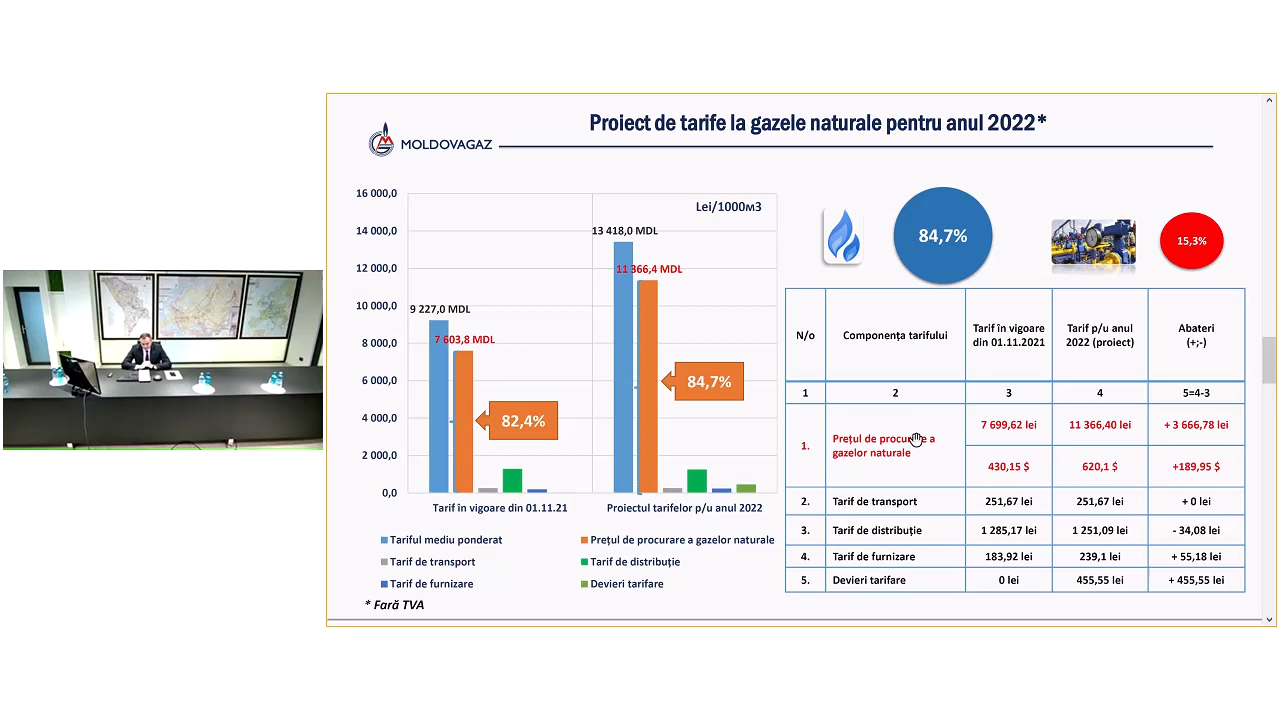 Proiect de tarife la gazele naturale pentru anul 2022*
MOLDOVAGAZ
16 000,0
14 000,0
12 000,0
10 000,0
8 000,0
6 000,0
4 000,0
2 000,0
0,0
Lei/1000м3
9 227,0 MDL
7 603,8 MDL
82,4%
13 418,0 MDL
11 366,4 MDL
84,7%
Tarif în vigoare din 01.11.21
Proiectul tarifelor p/u anul 2022
Tariful mediu ponderat
Prețul de procurare a gazelor naturale
Tarif de transport
Tarif de distribuție
Tarif de furnizare
Devieri tarifare
* Fară TVA
84,7%
15,3%
N/o
Componența tarifului
Tarif în vigoare
din 01.11.2021
Tarif p/u anul
2022 (proiect)
Abateri
(+;-)
1 2 3 4 5=4-3
1.
Prețul de procurare a
gazelor naturale
7 699,62 lei 11 366,40 lei + 3 666,78 lei
430,15 $ 620,1 $ +189,95 $
2. Tarif de transport 251,67 lei 251,67 lei + 0 lei
3. Tarif de distribuție 1 285,17 lei 1 251,09 lei - 34,08 lei
4. Tarif de furnizare 183,92 lei 239,1 lei + 55,18 lei
5. Devieri tarifare 0 lei 455,55 lei + 455,55 lei